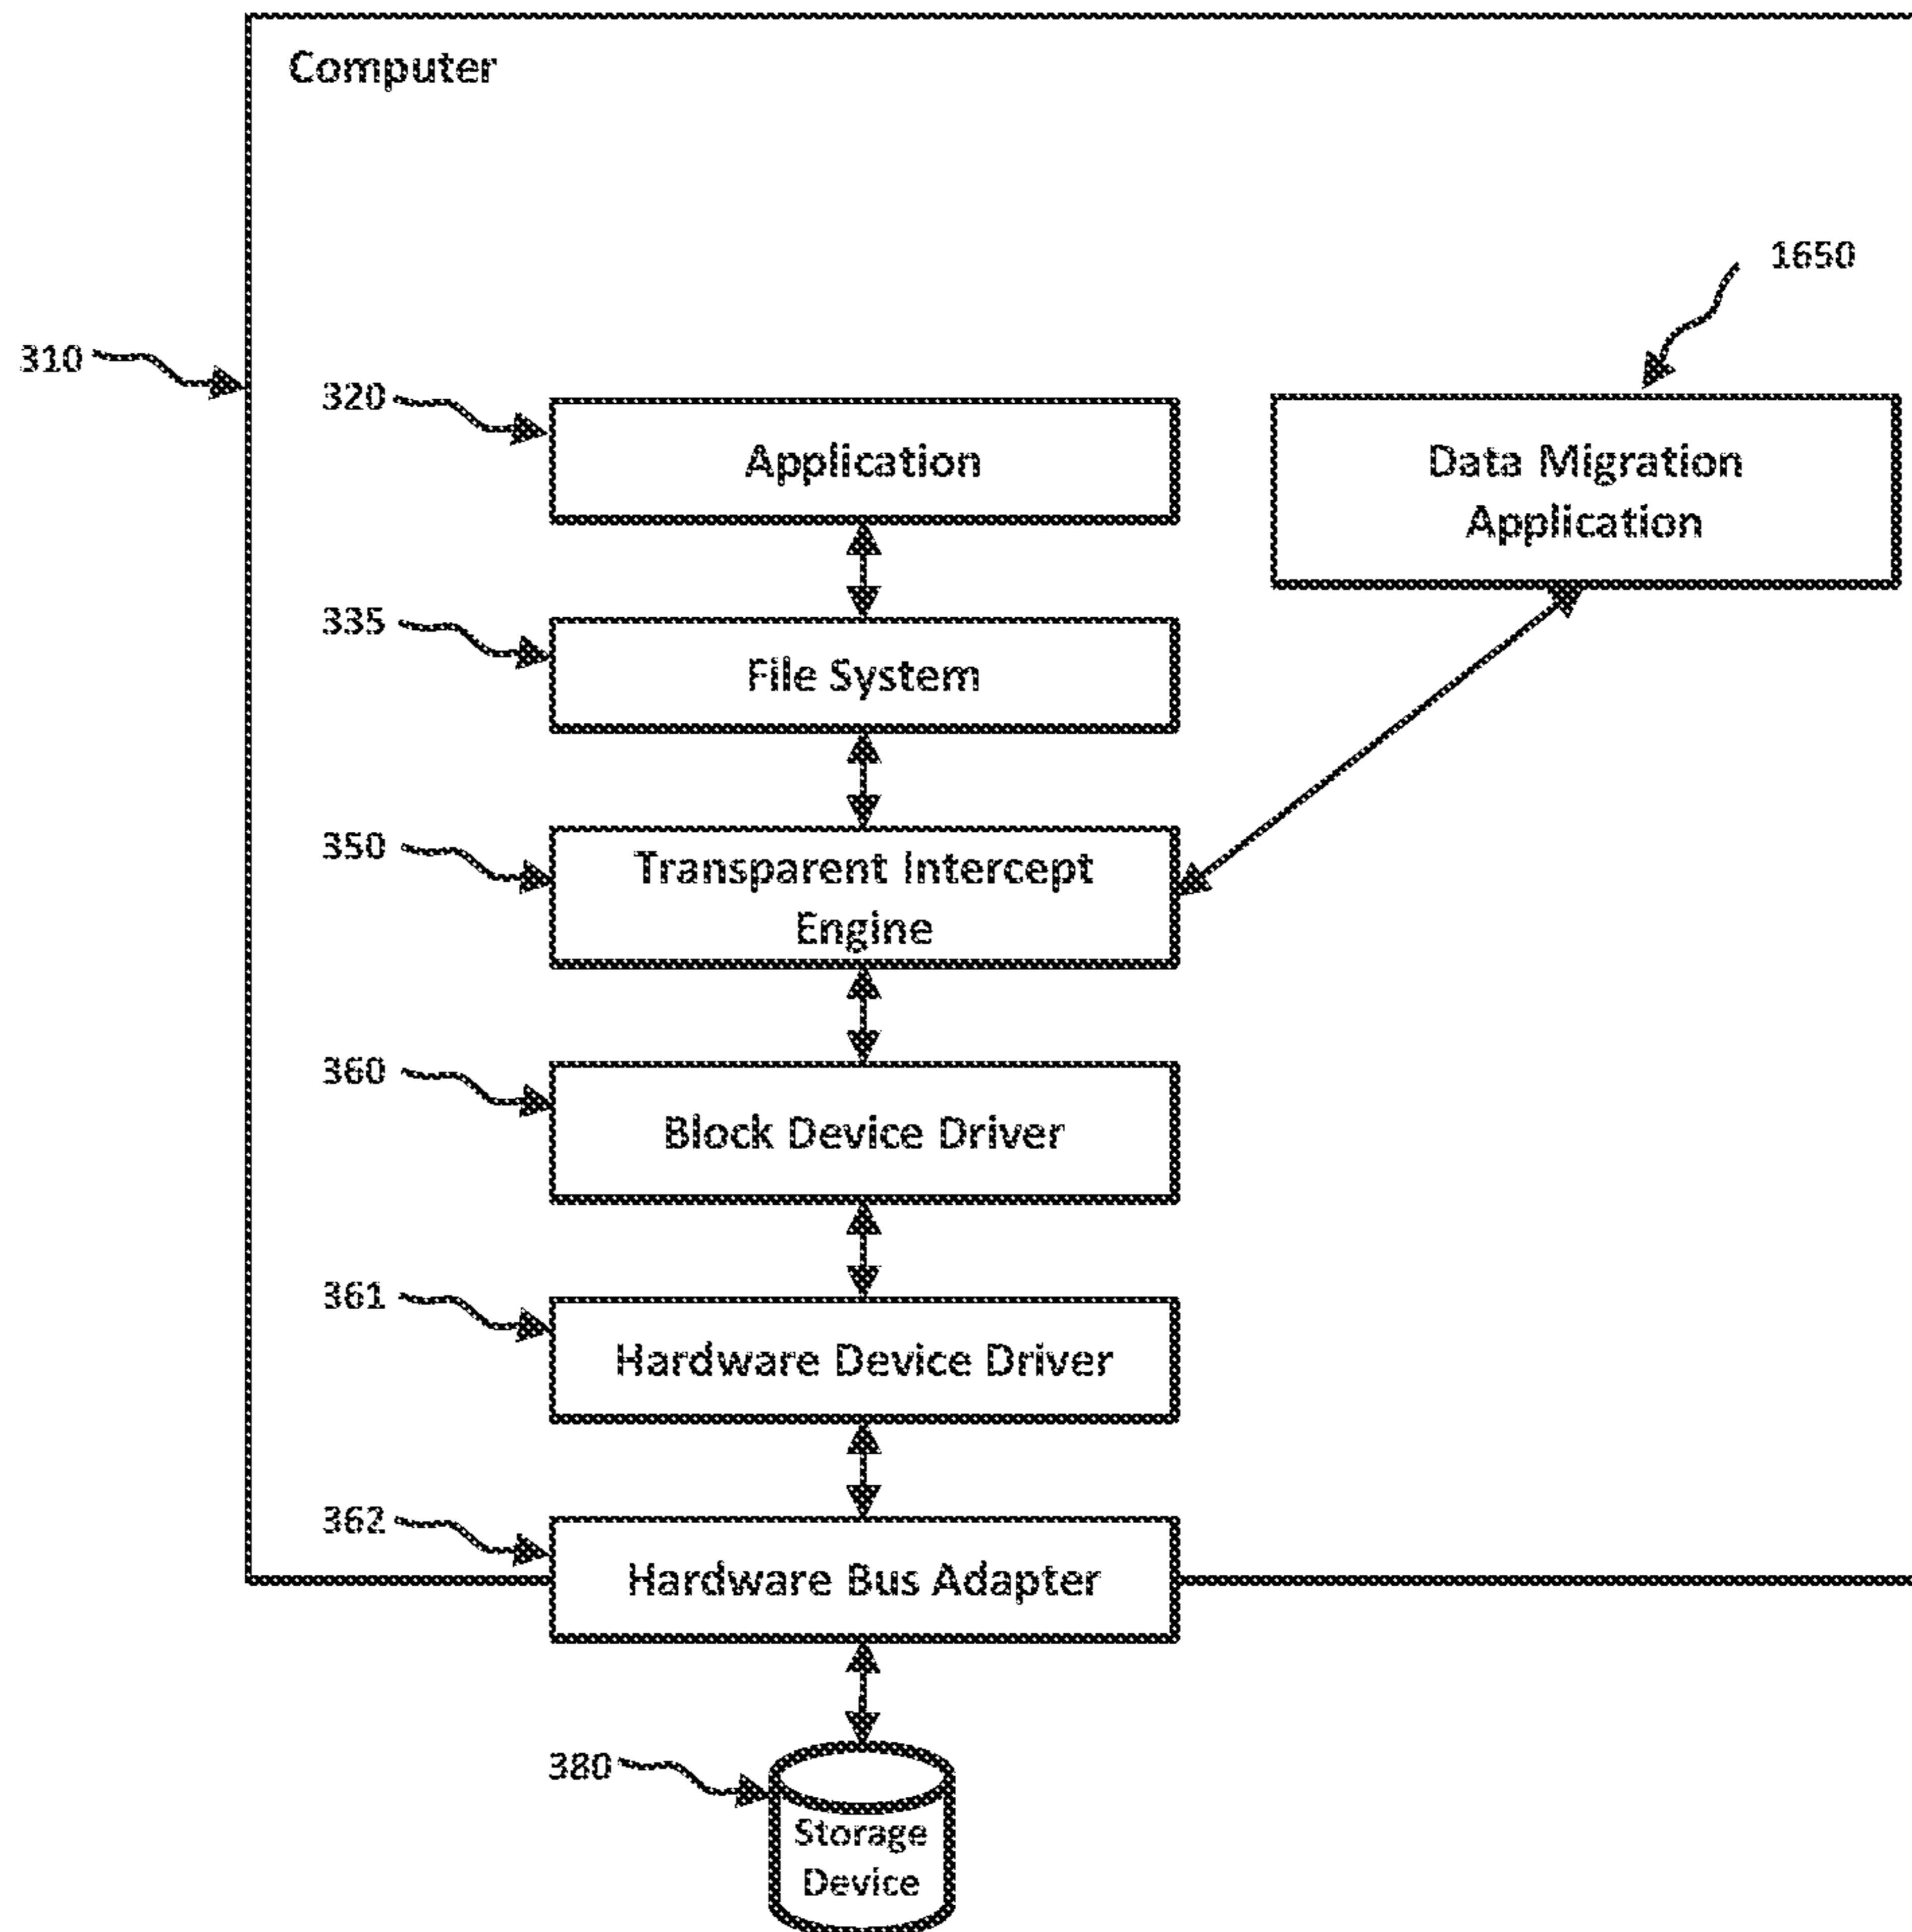 Computer
1650
310
320
Application
Data Migration
Application
335
File System
350
Transparent Intercept
Engine
360
Block Device Driver
361
Hardware Device Driver
362
Hardware Bus Adapter
380
Storage
Device